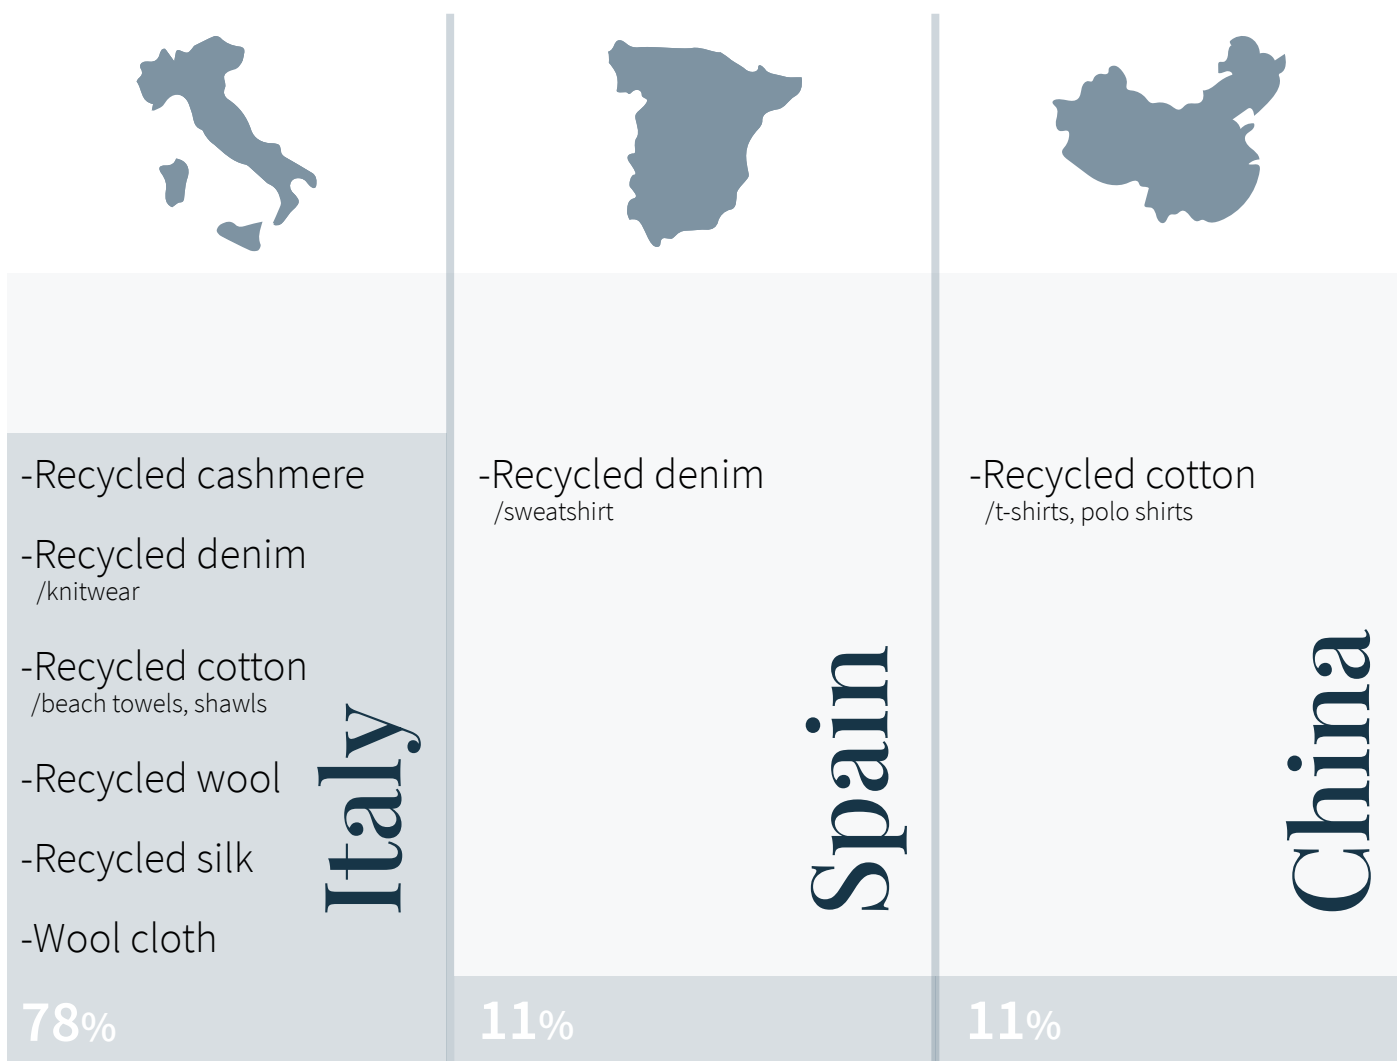 -Recycled cashmere
-Recycled denim
/knitwear
-Recycled cotton
/beach towels, shawls
-Recycled wool
-Recycled silk
-Wool cloth
Italy
78%
-Recycled denim
/sweatshirt
Spain
11%
-Recycled cotton
/t-shirts, polo shirts
China
11%